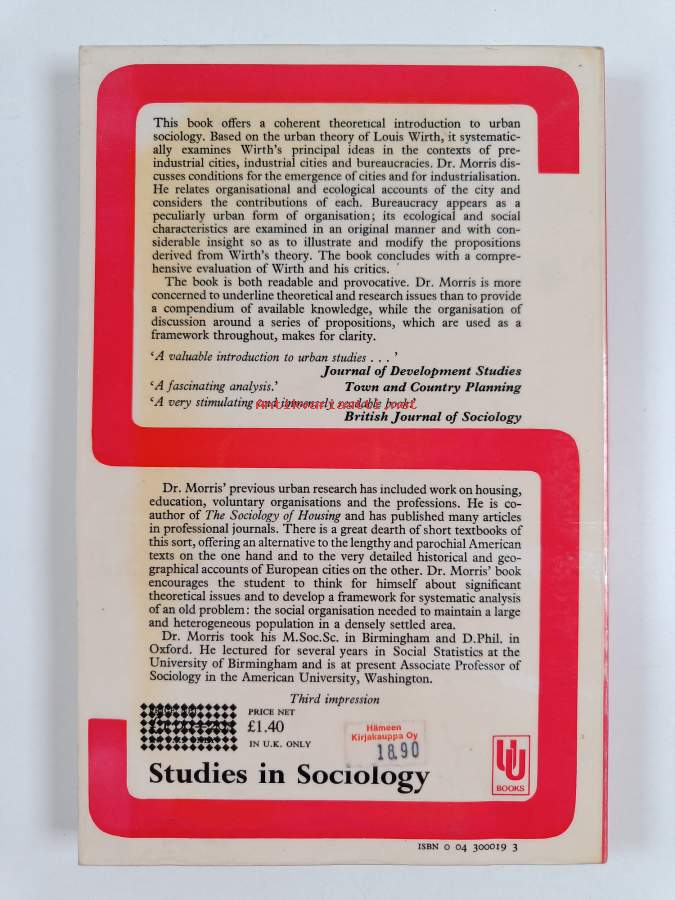 This book offers a coherent theoretical introduction to urban
sociology. Based on the urban theory of Louis Wirth, it systematic-
ally examines Wirth's principal ideas in the contexts of pre-
industrial cities, industrial cities and bureaucracies. Dr. Morris dis-
cusses conditions for the emergence of cities and for industrialisation.
He relates organisational and ecological accounts of the city and
considers the contributions of each. Bureaucracy appears as a
peculiarly urban form of organisation; its ecological and social
characteristics are examined in an original manner and with con-
siderable insight so as to illustrate and modify the propositions
derived from Wirth's theory. The book concludes with a compre-
hensive evaluation of Wirth and his critics.
The book is both readable and provocative. Dr. Morris is more
concerned to underline theoretical and research issues than to provide
a compendium of available knowledge, while the organisation of
discussion around a series of propositions, which are used as a
framework throughout, makes for clarity.
'A valuable introduction to urban studies . . .'
Journal of Development Studies
'A fascinating analysis.' Town and Country Planning
'A very stimulating and immensely readable book'
antikvariaatti.net
British Journal of Sociology
Dr. Morris' previous urban research has included work on housing,
education, voluntary organisations and the professions. He is co-
author of The Sociology of Housing and has published many articles
in professional journals. There is a great dearth of short textbooks of
this sort, offering an alternative to the lengthy and parochial American
texts on the one hand and to the very detailed historical and geo-
graphical accounts of European cities on the other. Dr. Morris' book
encourages the student to think for himself about significant
theoretical issues and to develop a framework for systematic analysis
of an old problem: the social organisation needed to maintain a large
and heterogeneous population in a densely settled area.
Dr. Morris took his M.Soc.Sc. in Birmingham and D.Phil. in
Oxford. He lectured for several years in Social Statistics at the
University of Birmingham and is at present Associate Professor of
Sociology in the American University, Washington.
Third impression
PRICE NET
£1.40
IN U.K. ONLY
Hämeen
Kirjakauppa Oy
18.90
Studies in Sociology
UU
BOOKS
ISBN 0 04 300019 3